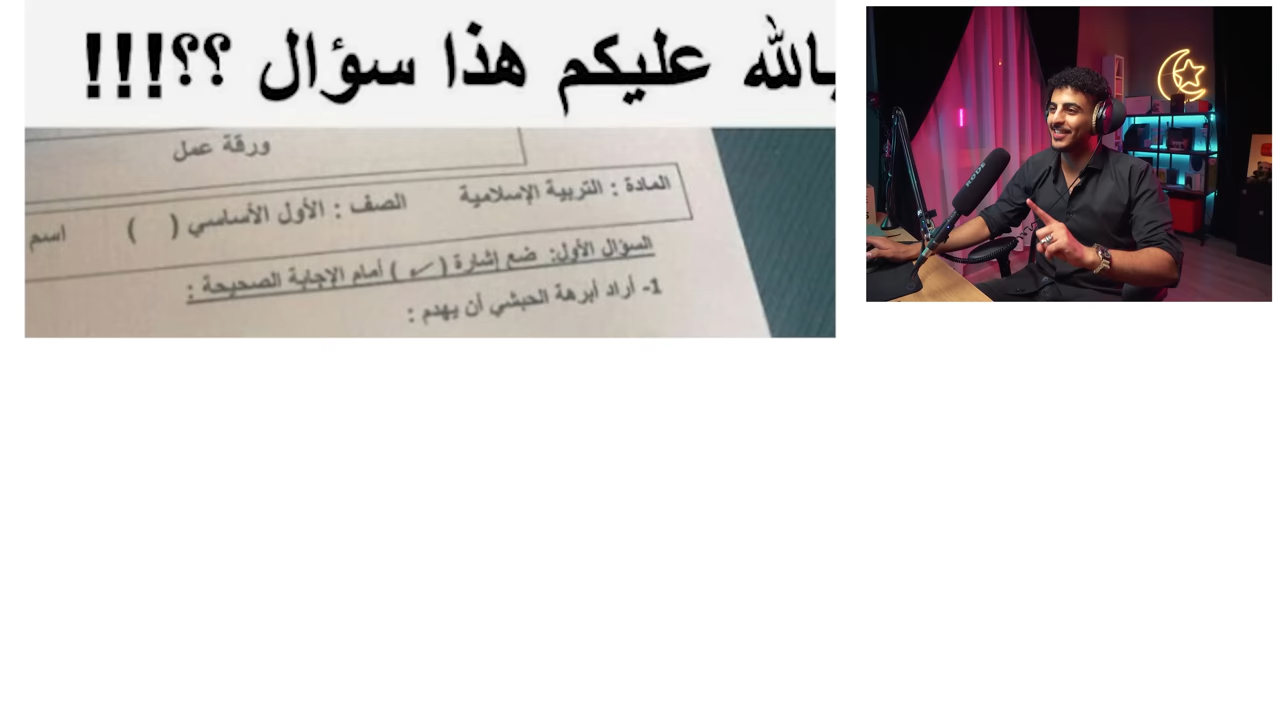 بالله عليكم هذا سؤال ؟؟!!!
ورقة عمل
المادة : التربية الإسلامية الصف : الأول الأساسي ( ) اسم
السؤال الأول: ضع إشارة ( ✓ ) أمام الإجابة الصحيحة :
1- أراد أبرهة الحبشي أن يهدم :
RODE